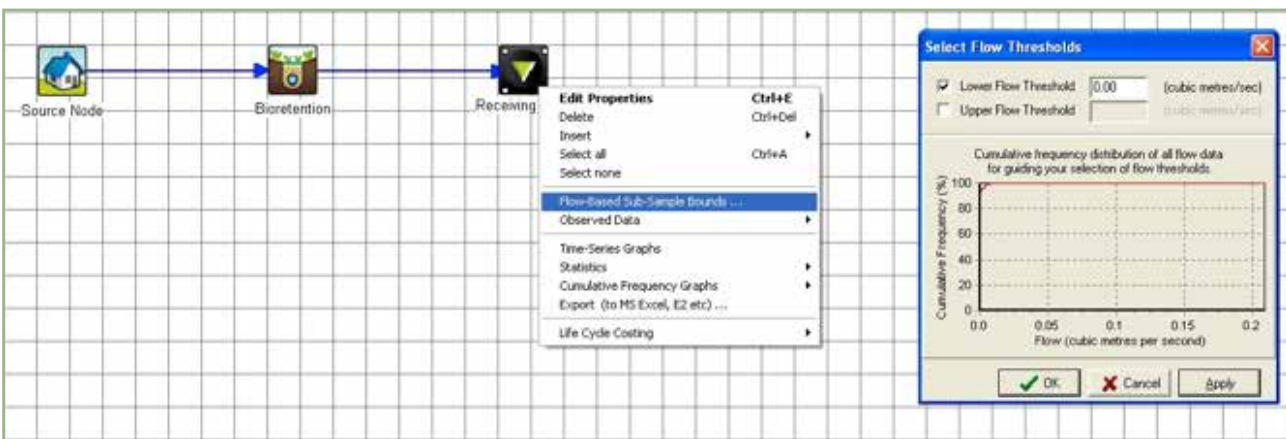 Source Node
Bioretention
Receiving
Edit Properties Ctrl+E
Delete Ctrl+Del
Insert
Select all Ctrl+A
Select none
Flow-Based Sub-Sample Bounds ...
Observed Data
Time-Series Graphs
Statistics
Cumulative Frequency Graphs
Export (to MS Excel, E2 etc) ...
Life Cycle Costing
Select Flow Thresholds
Lower Flow Threshold 0.00 (cubic metres/sec)
Upper Flow Threshold (cubic metres/sec)
Cumulative frequency distribution of all flow data
for guiding your selection of flow thresholds.
Cumulative Frequency (%)
100
80
60
40
20
0
0.0 0.05 0.1 0.15 0.2
Flow (cubic metres per second)
OK Cancel Apply